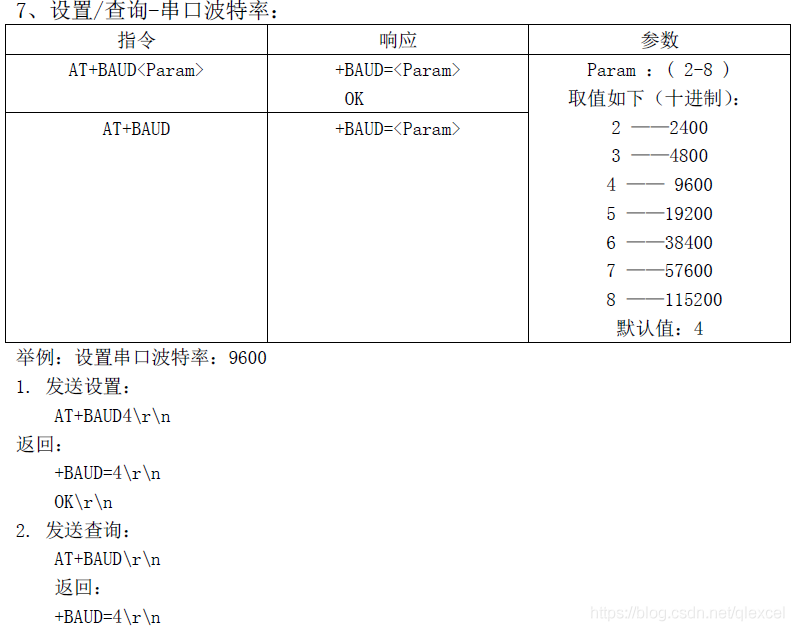 7、设置/查询-串口波特率：
指令 响应 参数
AT+BAUD<Param> +BAUD=<Param> Param ：( 2-8 )
OK 取值如下（十进制）：
AT+BAUD +BAUD=<Param> 2 ——2400
3 ——4800
4 —— 9600
5 ——19200
6 ——38400
7 ——57600
8 ——115200
默认值：4
举例：设置串口波特率：9600
1. 发送设置：
AT+BAUD4\r\n
返回：
+BAUD=4\r\n
OK\r\n
2. 发送查询：
AT+BAUD\r\n
返回：
+BAUD=4\r\n
https://blog.csdn.net/qlexcel